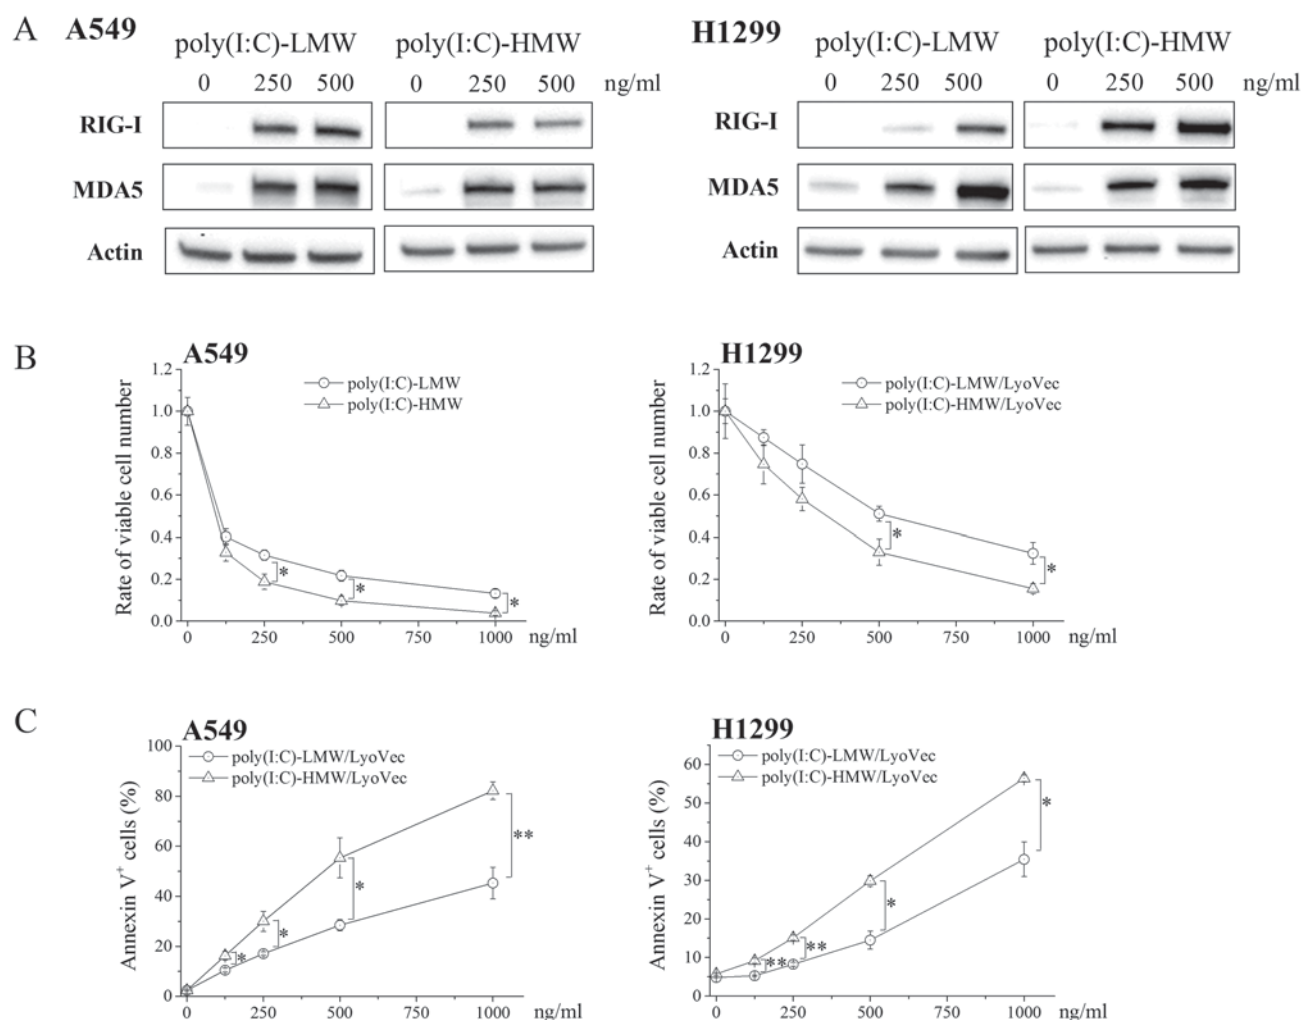 A A549 H1299
poly(I:C)-LMW poly(I:C)-HMW poly(I:C)-LMW poly(I:C)-HMW
0 250 500 0 250 500 ng/ml 0 250 500 0 250 500 ng/ml
RIG-I RIG-I
MDA5 MDA5
Actin Actin
B
A549
poly(I:C)-LMW
poly(I:C)-HMW
Rate of viable cell number
1.2
1.0
0.8
0.6
0.4
0.2
0.0
* * *
0 250 500 750 1000 ng/ml
H1299
poly(I:C)-LMW/LyoVec
poly(I:C)-HMW/LyoVec
Rate of viable cell number
1.2
1.0
0.8
0.6
0.4
0.2
0.0
* *
0 250 500 750 1000 ng/ml
C
A549
poly(I:C)-LMW/LyoVec
poly(I:C)-HMW/LyoVec
Annexin V+ cells (%)
100
80
60
40
20
0
* * * **
0 250 500 750 1000 ng/ml
H1299
poly(I:C)-LMW/LyoVec
poly(I:C)-HMW/LyoVec
Annexin V+ cells (%)
60
50
40
30
20
10
0
** ** * *
0 250 500 750 1000 ng/ml